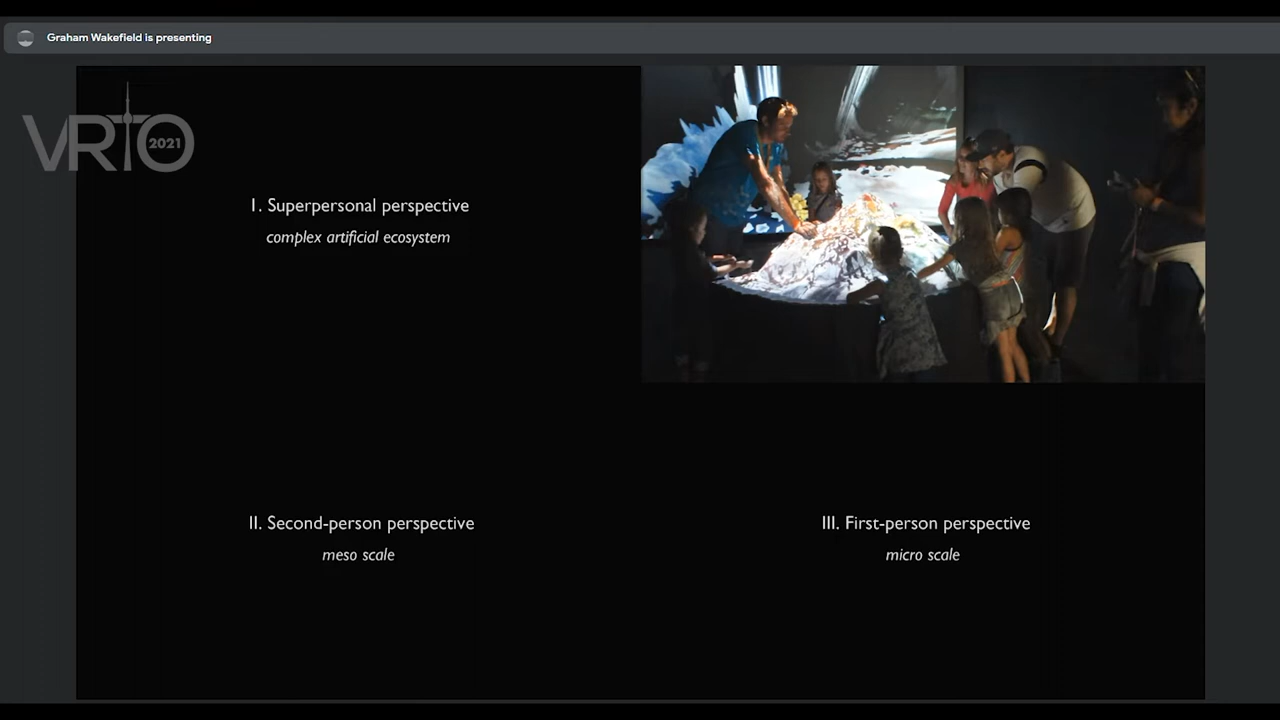 Graham Wakefield is presenting
VRTO
2021
I. Superpersonal perspective
complex artificial ecosystem
II. Second-person perspective
meso scale
III. First-person perspective
micro scale